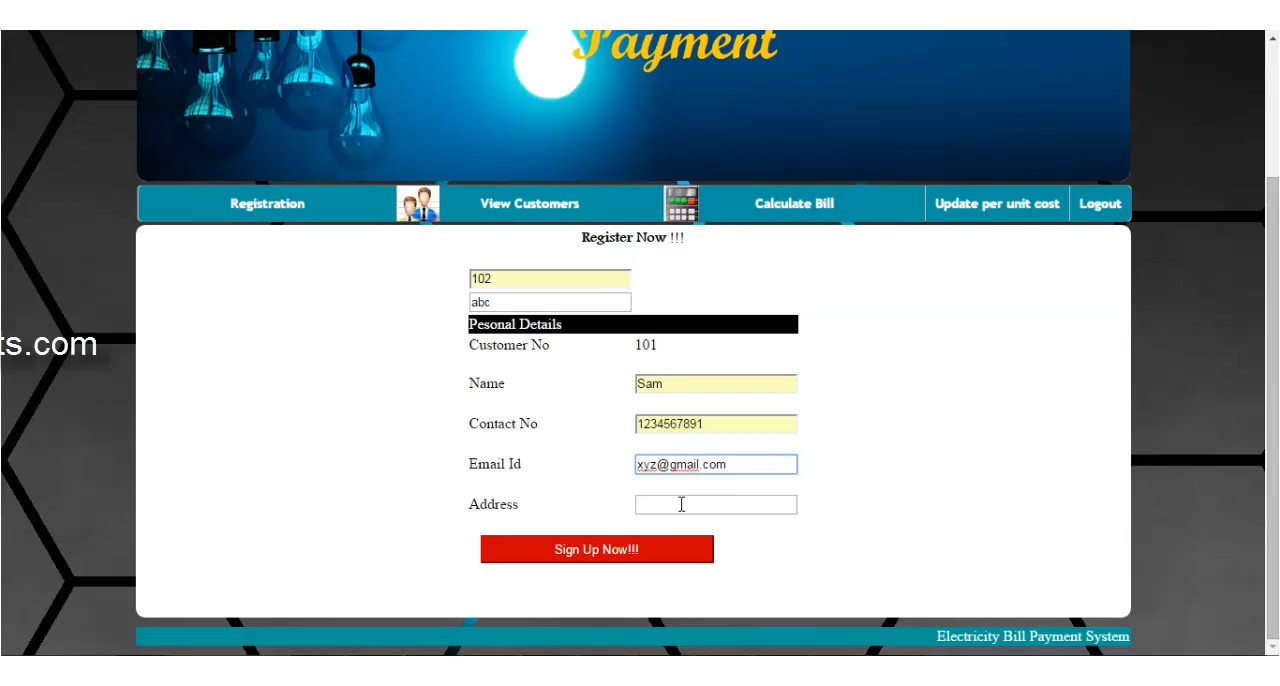 Payment
Registration View Customers Calculate Bill Update per unit cost Logout
Register Now !!!
102
abc
Pesonal Details
Customer No 101
ts.com
Name Sam
Contact No 1234567891
Email Id xyz@gmail.com
Address
Sign Up Now!!!
Electricity Bill Payment System